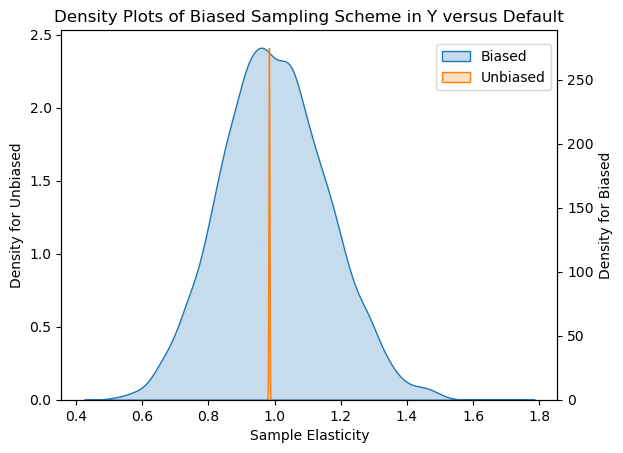 Density Plots of Biased Sampling Scheme in Y versus Default
2.5
2.0
1.5
1.0
0.5
0.0
Density for Unbiased
Biased
Unbiased
250
200
150
100
50
0
Density for Biased
0.4 0.6 0.8 1.0 1.2 1.4 1.6 1.8
Sample Elasticity